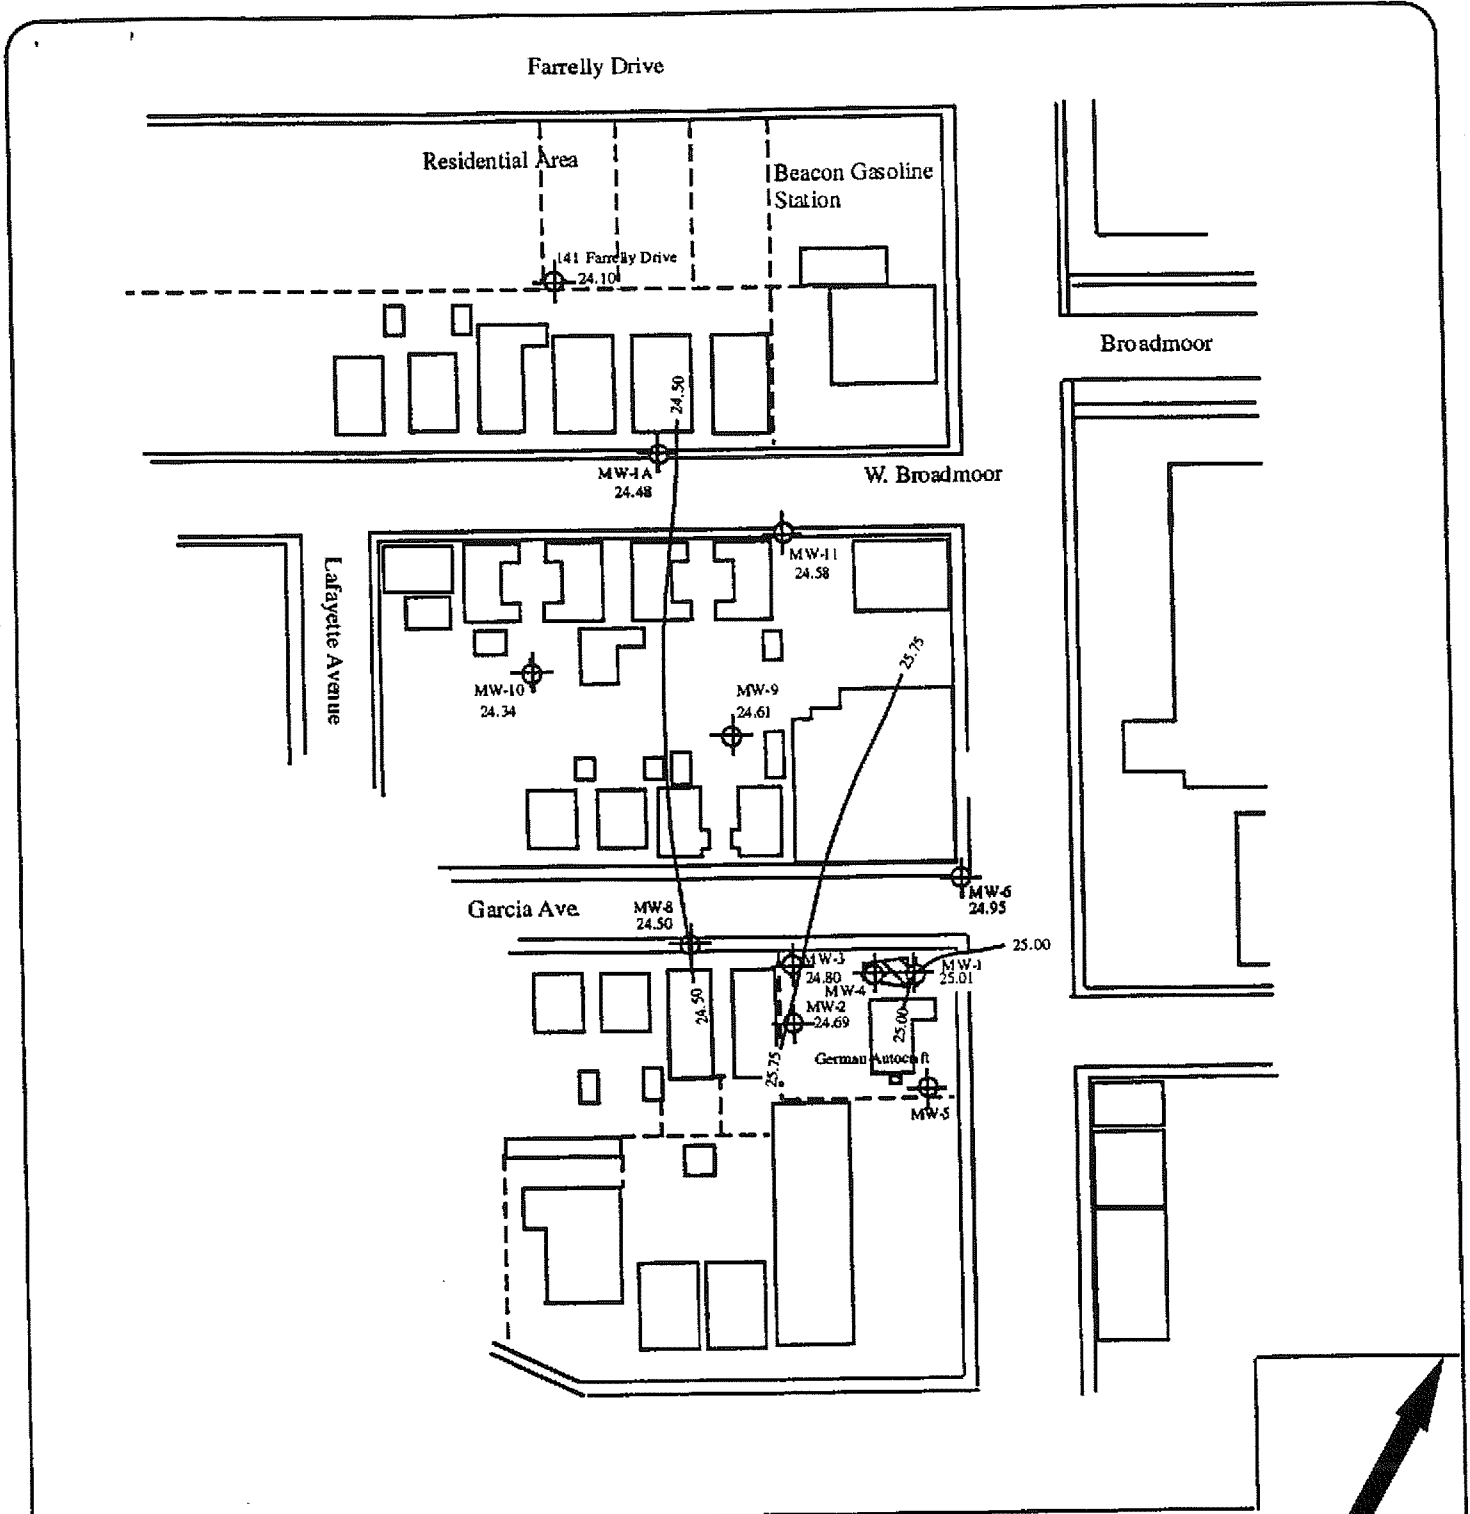 Farrelly Drive
Residential Area
Beacon Gasoline
Station
141 Farrelly Drive
24.10
Broadmoor
24.50
MW-1A
24.48
W. Broadmoor
MW-11
24.58
Lafayette Avenue
25.75
MW-10
24.34
MW-9
24.61
MW-6
24.95
Garcia Ave.
MW-8
24.50
25.00
MW-3
24.80
MW-1
25.01
MW-4
MW-2
24.69
24.50
25.00
25.75
German Autocraft
MW-5